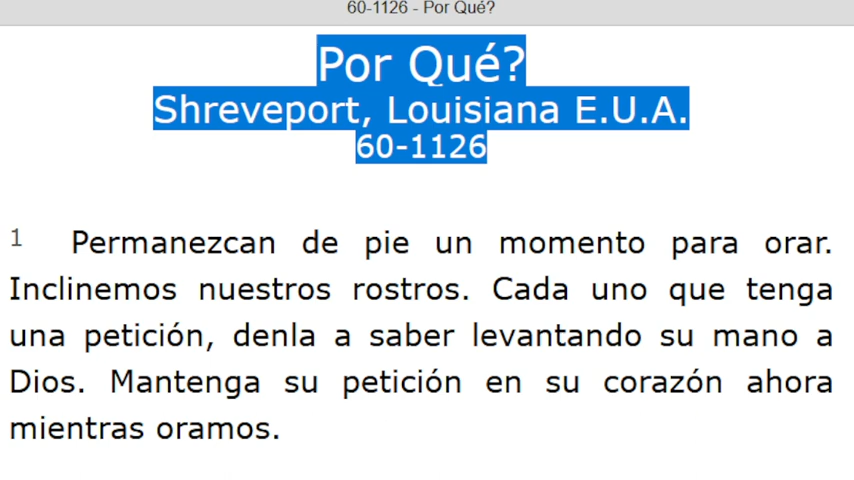 60-1126 - Por Qué?
Por Qué?
Shreveport, Louisiana E.U.A.
60-1126
1 Permanezcan de pie un momento para orar.
Inclinemos nuestros rostros. Cada uno que tenga
una petición, denla a saber levantando su mano a
Dios. Mantenga su petición en su corazón ahora
mientras oramos.